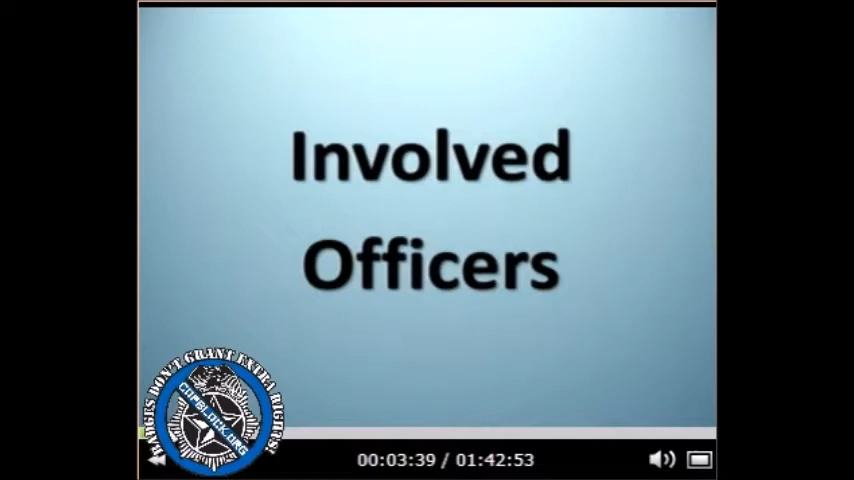 Involved
Officers
BADGES DON'T GRANT EXTRA RIGHTS!
COPBLOCK.ORG
00:03:39 / 01:42:53